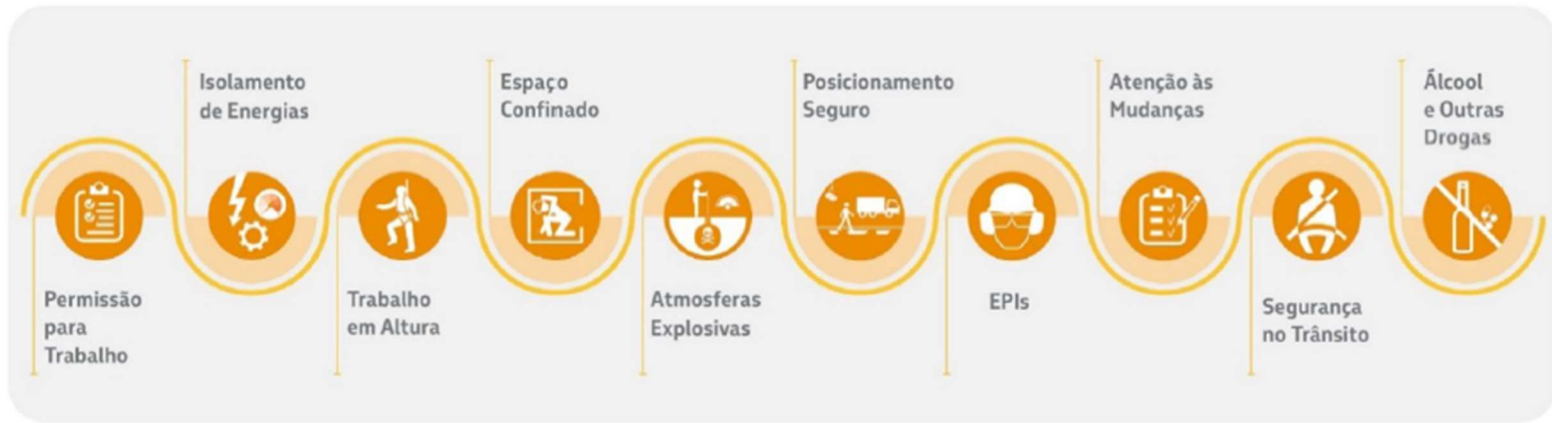 Permissão
para
Trabalho
Isolamento
de Energias
Trabalho
em Altura
Espaço
Confinado
Atmosferas
Explosivas
Posicionamento
Seguro
EPIs
Atenção às
Mudanças
Segurança
no Trânsito
Álcool
e Outras
Drogas